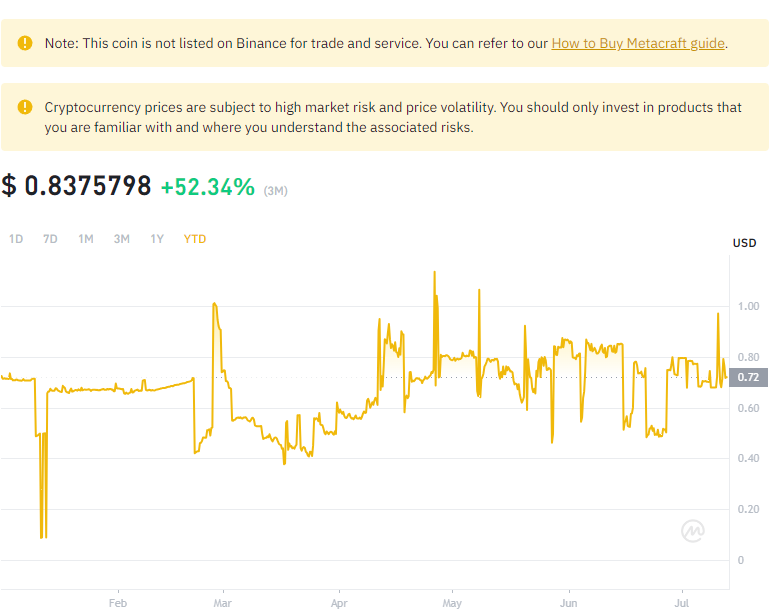 Note: This coin is not listed on Binance for trade and service. You can refer to our How to Buy Metacraft guide.
Cryptocurrency prices are subject to high market risk and price volatility. You should only invest in products that
you are familiar with and where you understand the associated risks.
$ 0.8375798 +52.34% (3M)
1D 7D 1M 3M 1Y YTD
USD
1.00
0.80
0.72
0.60
0.40
0.20
0
Feb Mar Apr May Jun Jul